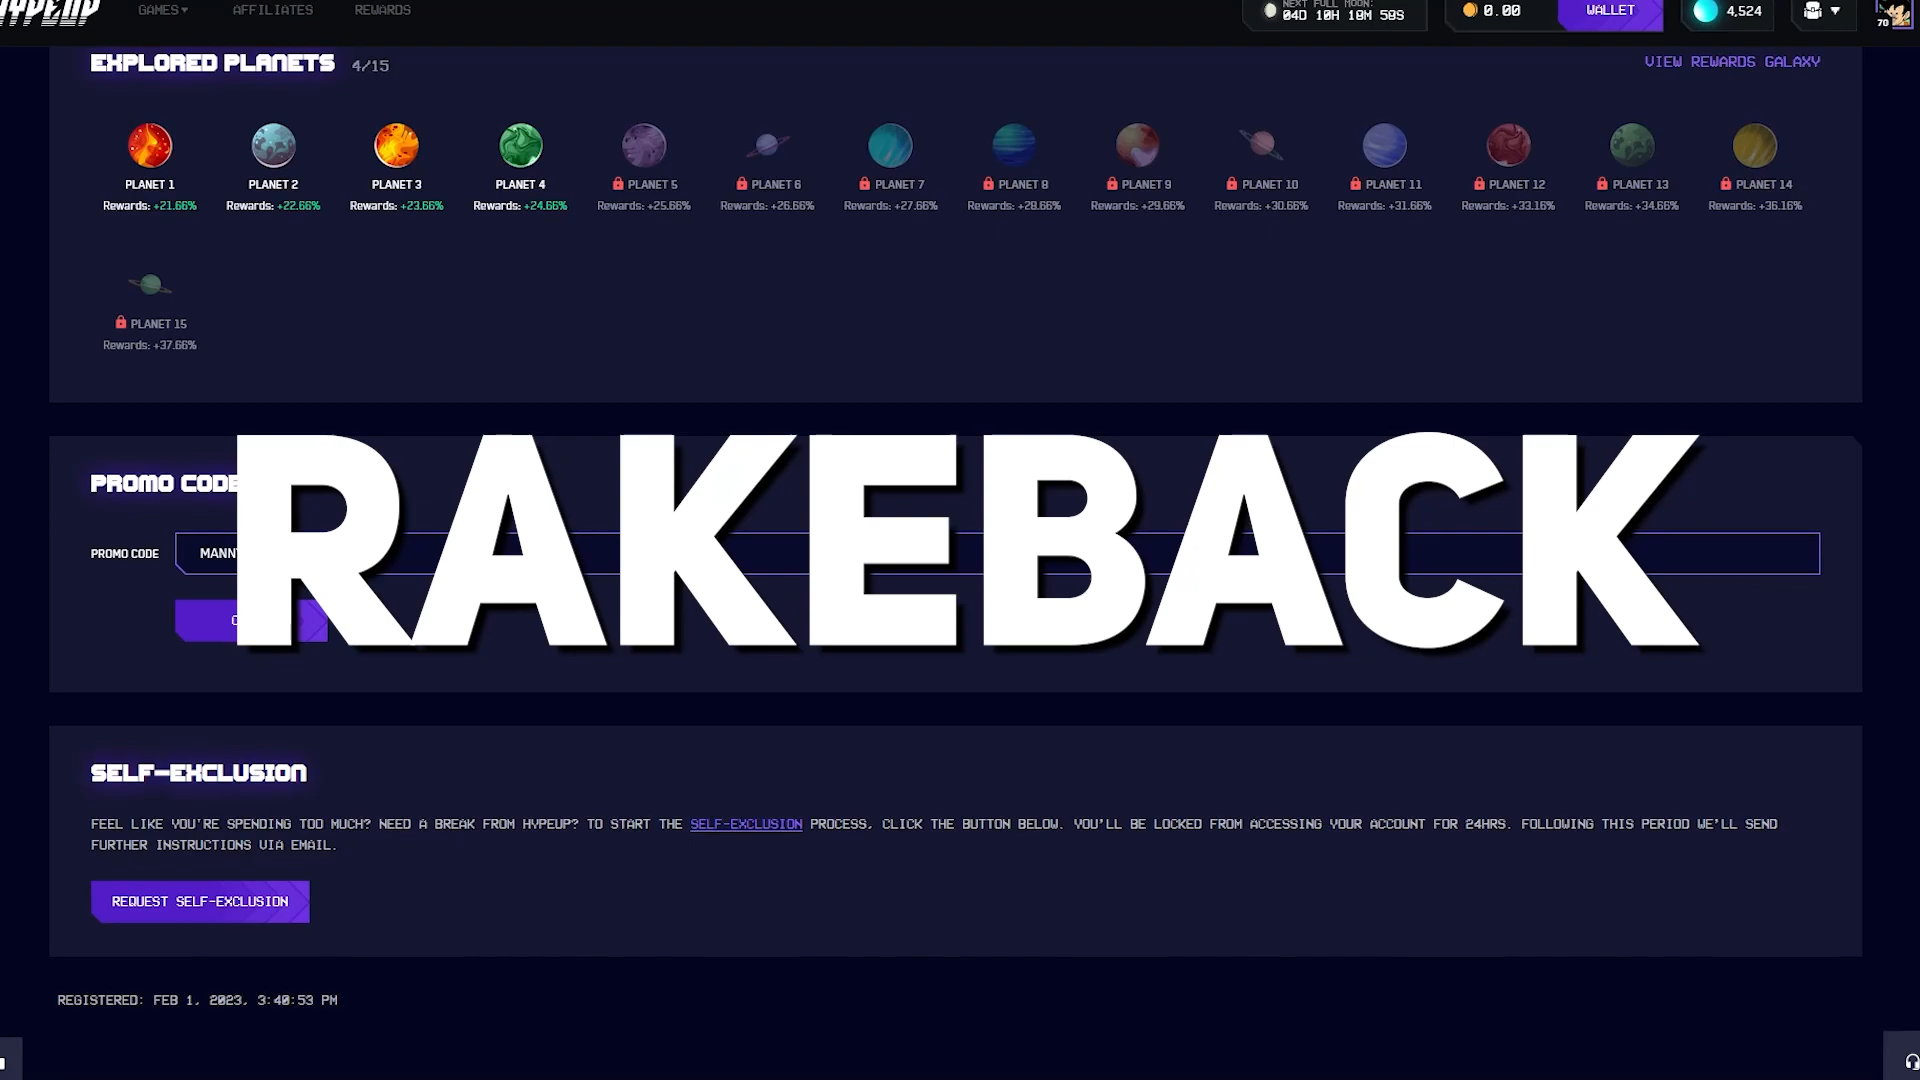 HYPEUP GAMES AFFILIATES REWARDS NEXT FULL MOON: 0.00 WALLET 4,524
04D 10H 18M 58S 70
EXPLORED PLANETS 4/15 VIEW REWARDS GALAXY
PLANET 1 PLANET 2 PLANET 3 PLANET 4 PLANET 5 PLANET 6 PLANET 7 PLANET 8 PLANET 9 PLANET 10 PLANET 11 PLANET 12 PLANET 13 PLANET 14
Rewards: +21.66% Rewards: +22.66% Rewards: +23.66% Rewards: +24.66% Rewards: +25.66% Rewards: +26.66% Rewards: +27.66% Rewards: +28.66% Rewards: +29.66% Rewards: +30.66% Rewards: +31.66% Rewards: +33.16% Rewards: +34.66% Rewards: +36.16%
PLANET 15
Rewards: +37.66%
RAKEBACK
PROMO CODE
PROMO CODE
SELF-EXCLUSION
FEEL LIKE YOU'RE SPENDING TOO MUCH? NEED A BREAK FROM HYPEUP? TO START THE SELF-EXCLUSION PROCESS, CLICK THE BUTTON BELOW. YOU'LL BE LOCKED FROM ACCESSING YOUR ACCOUNT FOR 24HRS. FOLLOWING THIS PERIOD WE'LL SEND
FURTHER INSTRUCTIONS VIA EMAIL.
REQUEST SELF-EXCLUSION
REGISTERED: FEB 1, 2023, 3:40:53 PM